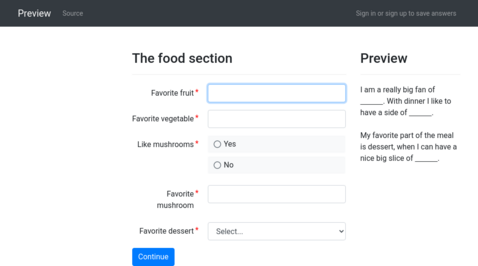 Preview
Source
Sign in or sign up to save answers
The food section
Favorite fruit *
Favorite vegetable *
Like mushrooms *
Yes
No
Favorite
mushroom
Favorite dessert *
Select...
Continue
Preview
I am a really big fan of
______. With dinner I like to
have a side of ______.
My favorite part of the meal
is dessert, when I can have a
nice big slice of ______.